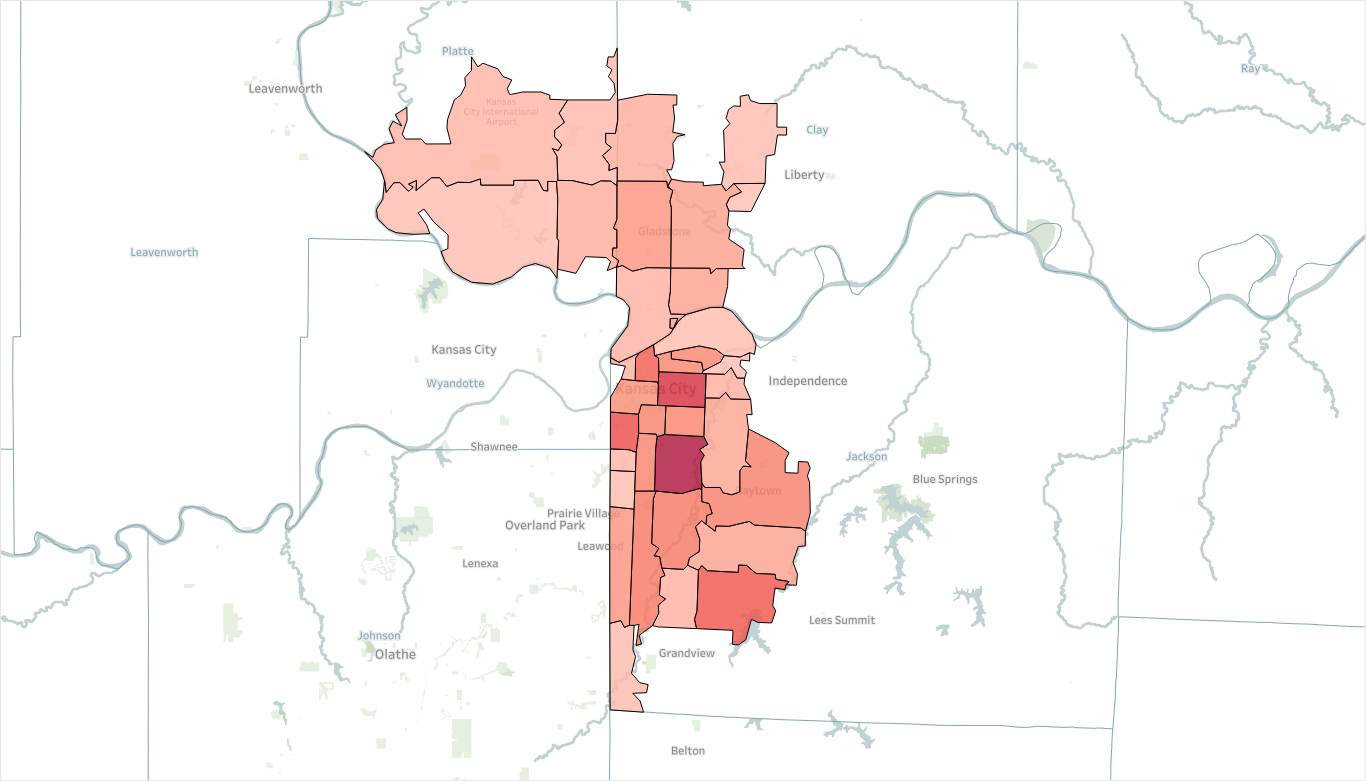 Platte
Ray
Leavenworth
Kansas
City International
Airport
Clay
Liberty
Gladstone
Leavenworth
Kansas City
Independence
Wyandotte
Kansas City
Shawnee
Jackson
Blue Springs
Raytown
Prairie Village
Overland Park
Leawood
Lenexa
Lees Summit
Johnson
Olathe
Grandview
Belton